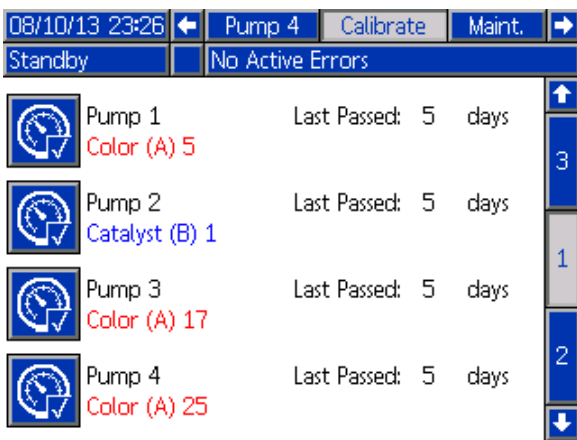 08/10/13 23:26 Pump 4 Calibrate Maint.
Standby No Active Errors
Pump 1 Last Passed: 5 days
Color (A) 5
3
Pump 2 Last Passed: 5 days
Catalyst (B) 1
1
Pump 3 Last Passed: 5 days
Color (A) 17
2
Pump 4 Last Passed: 5 days
Color (A) 25